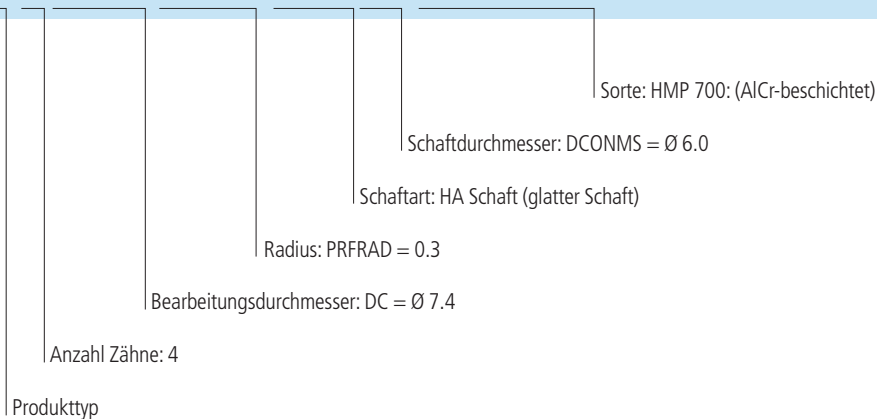 Sorte: HMP 700: (AlCr-beschichtet)
Schaftdurchmesser: DCONMS = Ø 6.0
Schaftart: HA Schaft (glatter Schaft)
Radius: PRFRAD = 0.3
Bearbeitungsdurchmesser: DC = Ø 7.4
Anzahl Zähne: 4
Produkttyp